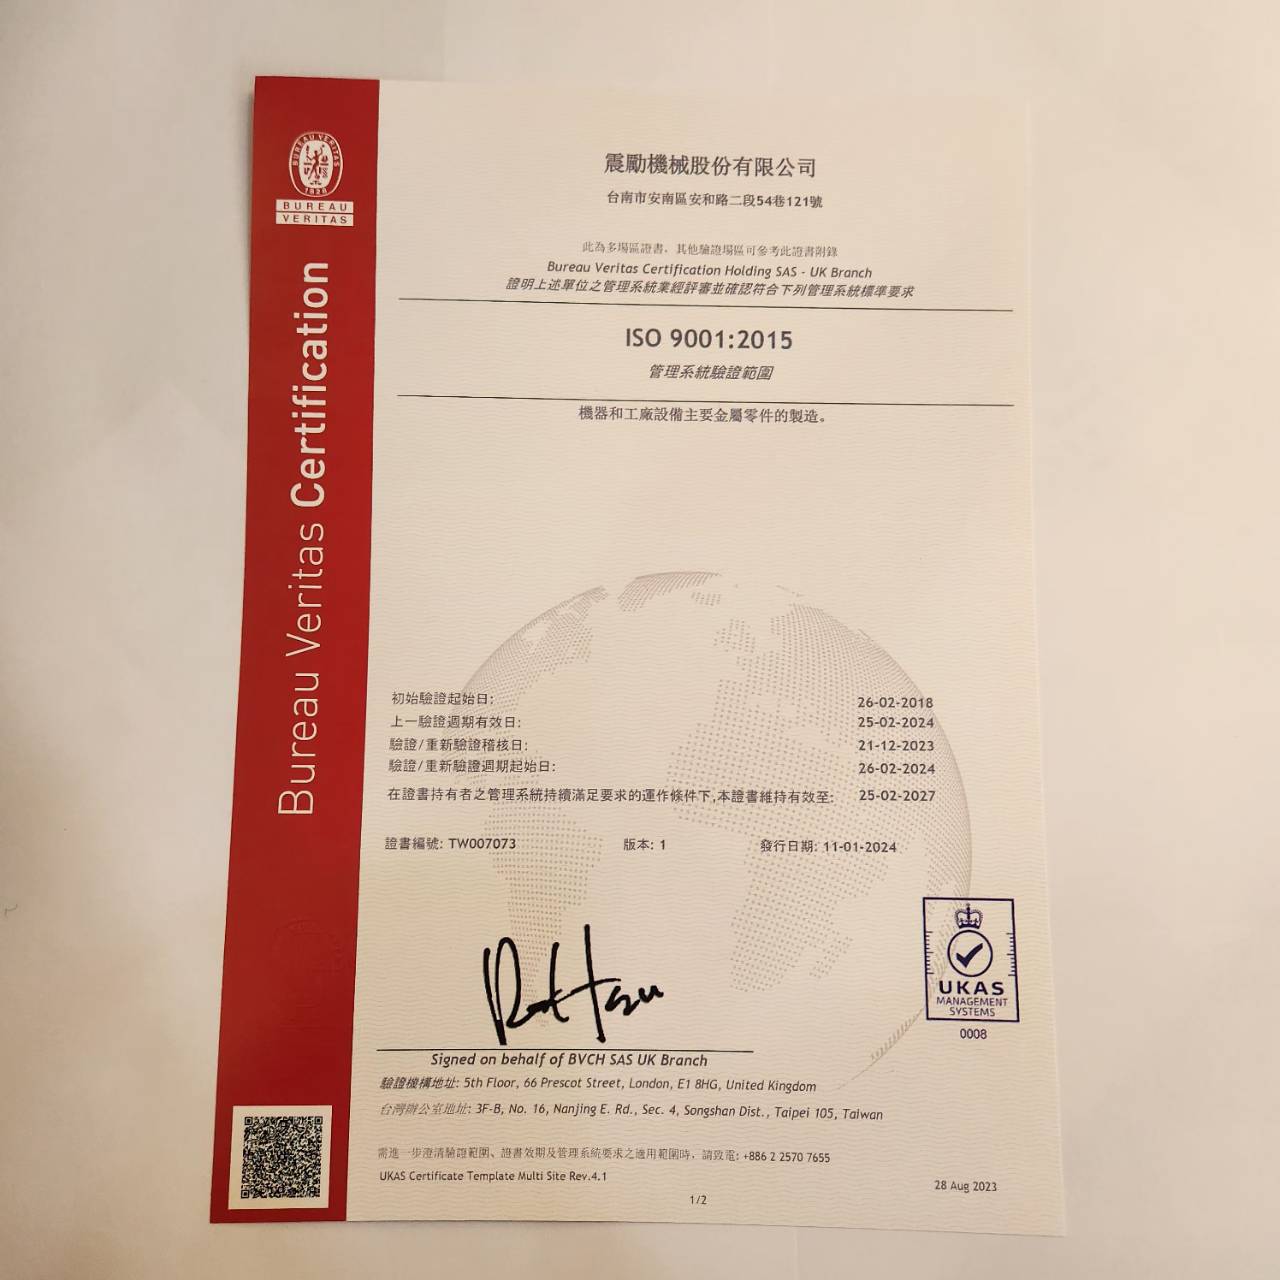 BUREAU VERITAS
1828
BUREAU
VERITAS
Bureau Veritas Certification
震勵機械股份有限公司
台南市安南區安和路二段54巷121號
此為多場區證書，其他驗證場區可參考此證書附錄
Bureau Veritas Certification Holding SAS - UK Branch
證明上述單位之管理系統業經評審並確認符合下列管理系統標準要求
ISO 9001:2015
管理系統驗證範圍
機器和工廠設備主要金屬零件的製造。
初始驗證起始日: 26-02-2018
上一驗證週期有效日: 25-02-2024
驗證/重新驗證稽核日: 21-12-2023
驗證/重新驗證週期起始日: 26-02-2024
在證書持有者之管理系統持續滿足要求的運作條件下,本證書維持有效至: 25-02-2027
證書編號: TW007073 版本: 1 發行日期: 11-01-2024
UKAS
MANAGEMENT
SYSTEMS
0008
Signed on behalf of BVCH SAS UK Branch
驗證機構地址: 5th Floor, 66 Prescot Street, London, E1 8HG, United Kingdom
台灣辦公室地址: 3F-B, No. 16, Nanjing E. Rd., Sec. 4, Songshan Dist., Taipei 105, Taiwan
需進一步澄清驗證範圍、證書效期及管理系統要求之適用範圍時，請致電: +886 2 2570 7655
UKAS Certificate Template Multi Site Rev.4.1
28 Aug 2023
1/2